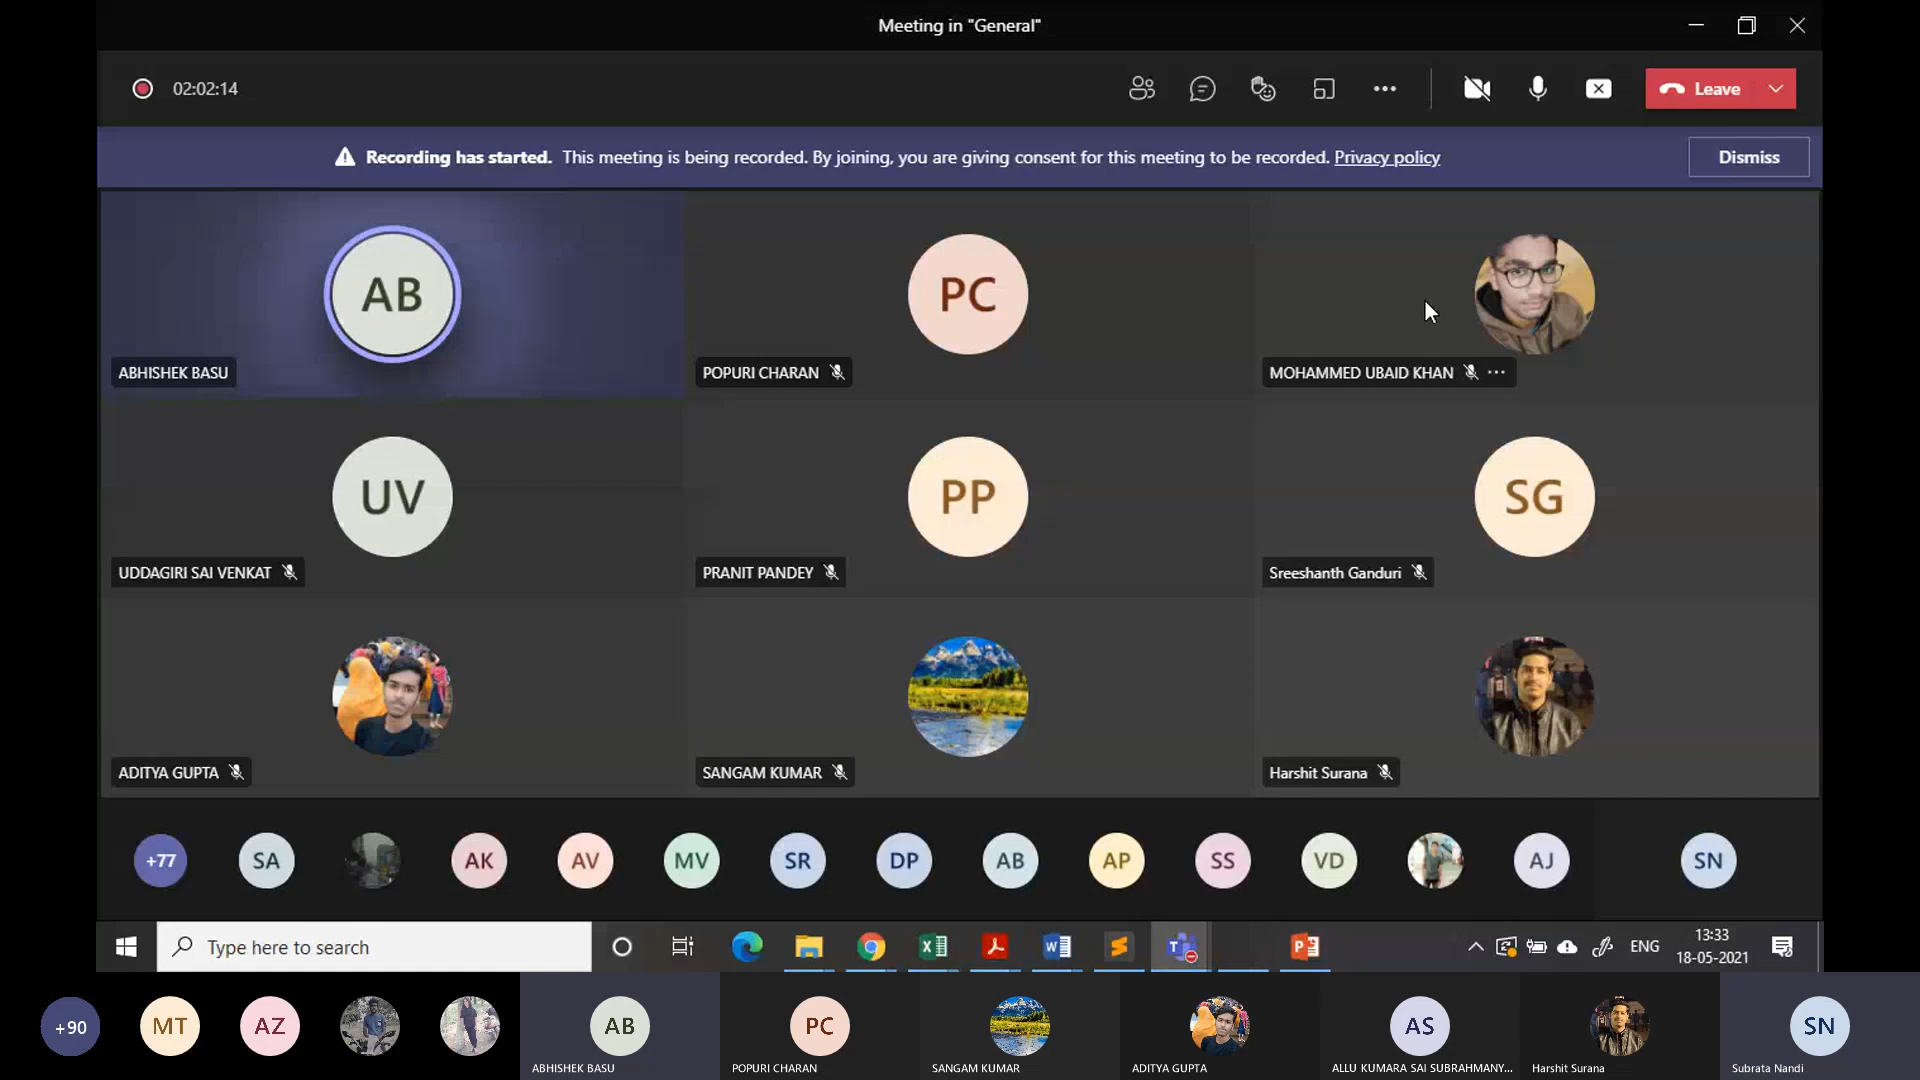 Meeting in "General"
02:02:14
Leave
Recording has started. This meeting is being recorded. By joining, you are giving consent for this meeting to be recorded. Privacy policy
Dismiss
AB
PC
ABHISHEK BASU
POPURI CHARAN
MOHAMMED UBAID KHAN
UV
PP
SG
UDDAGIRI SAI VENKAT
PRANIT PANDEY
Sreeshanth Ganduri
ADITYA GUPTA
SANGAM KUMAR
Harshit Surana
+77
SA
AK
AV
MV
SR
DP
AB
AP
SS
VD
AJ
SN
Type here to search
ENG
13:33
18-05-2021
+90
MT
AZ
AB
PC
AS
SN
ABHISHEK BASU
POPURI CHARAN
SANGAM KUMAR
ADITYA GUPTA
ALLU KUMARA SAI SUBRAHMANY...
Harshit Surana
Subrata Nandi